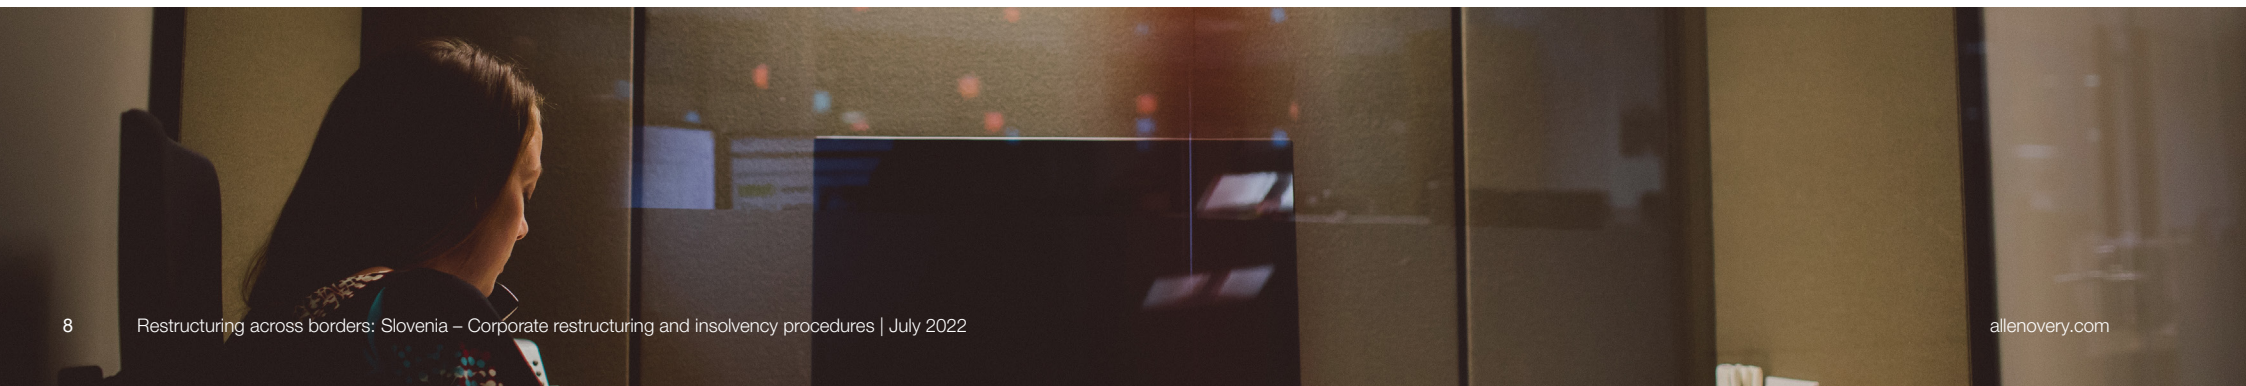 8 Restructuring across borders: Slovenia – Corporate restructuring and insolvency procedures | July 2022 allenovery.com